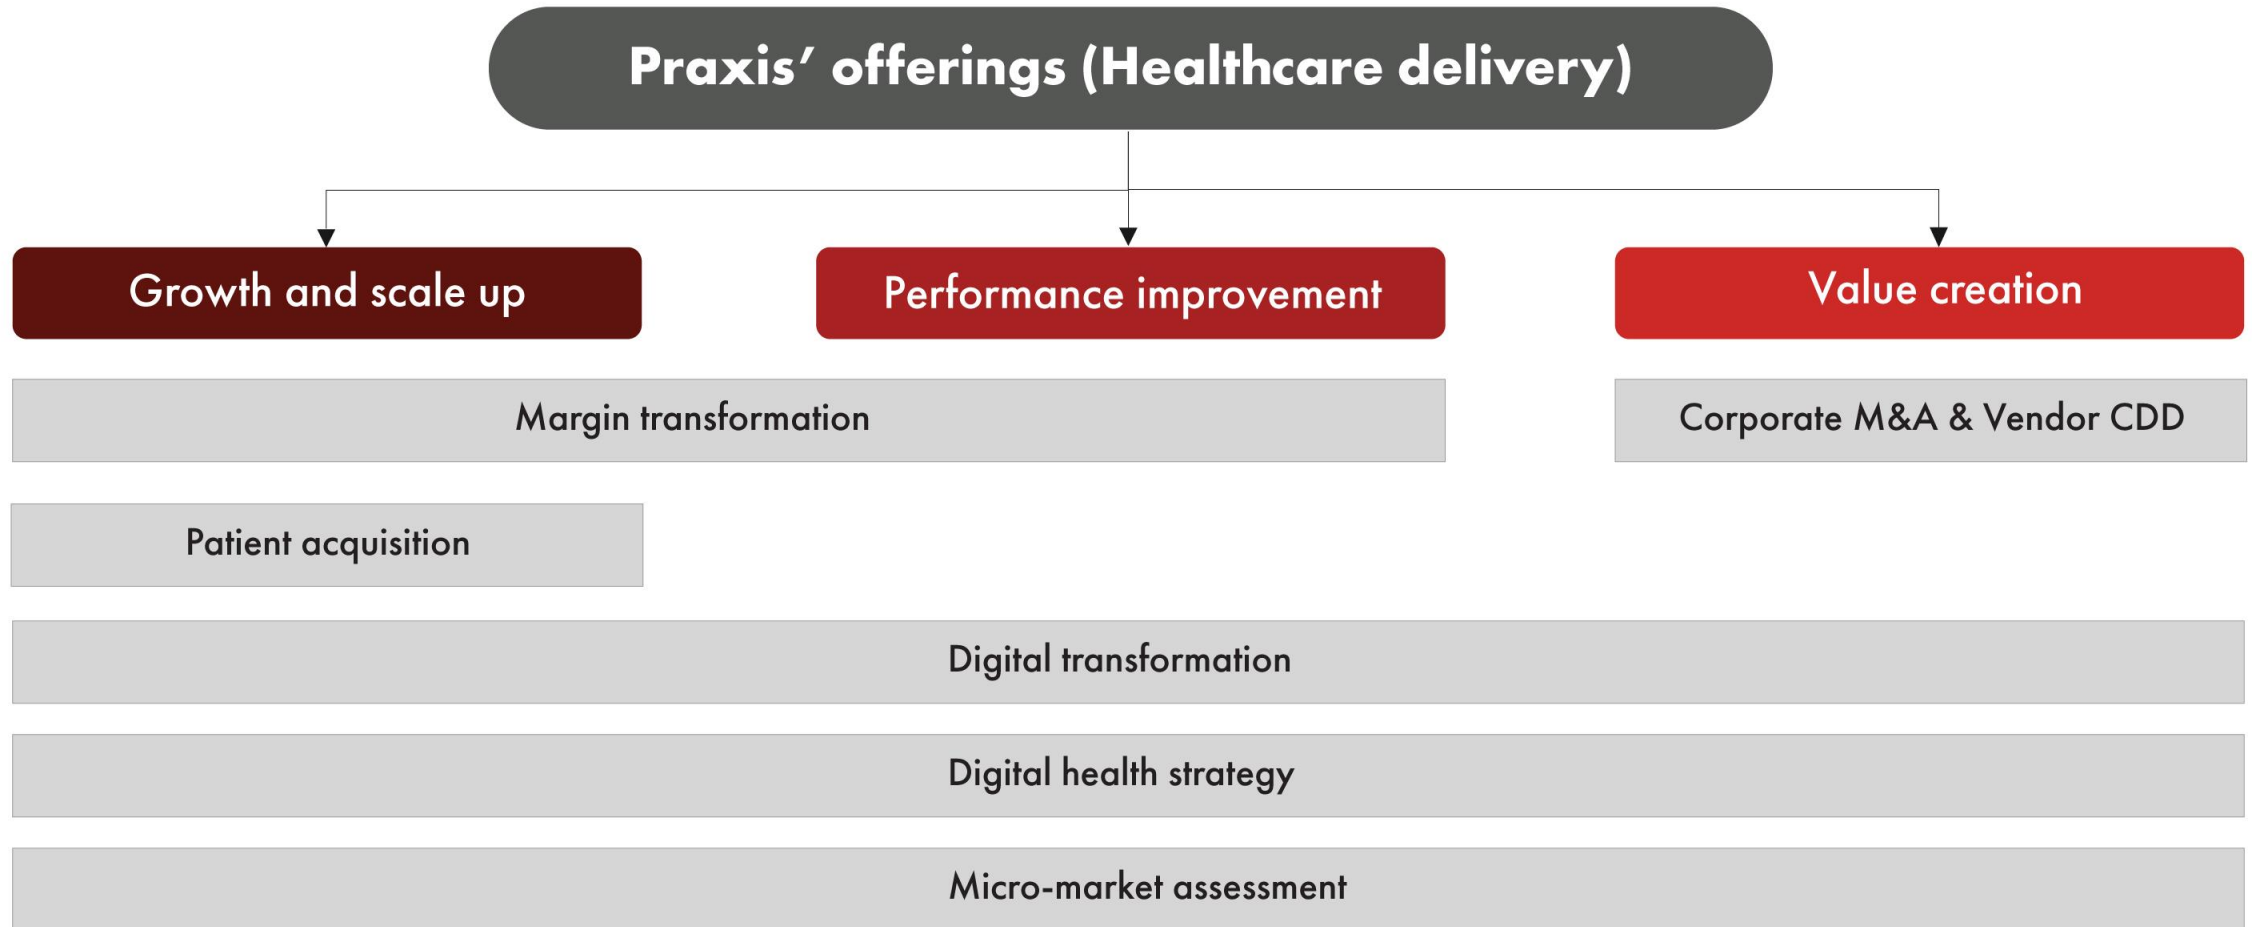 Praxis’ offerings (Healthcare delivery)
Growth and scale up
Performance improvement
Value creation
Margin transformation
Corporate M&A & Vendor CDD
Patient acquisition
Digital transformation
Digital health strategy
Micro-market assessment